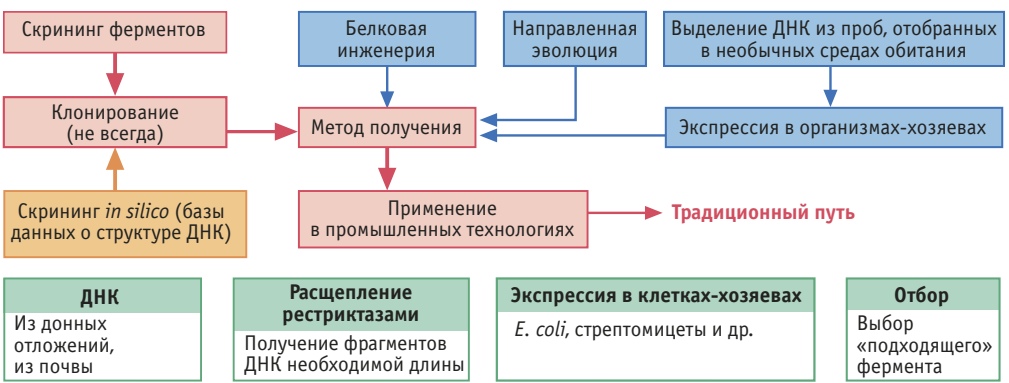 Скрининг ферментов
Белковая
инженерия
Направленная
эволюция
Выделение ДНК из проб, отобранных
в необычных средах обитания
Клонирование
(не всегда)
Метод получения
Экспрессия в организмах-хозяевах
Скрининг in silico (базы
данных о структуре ДНК)
Применение
в промышленных технологиях
Традиционный путь
ДНК
Из донных
отложений,
из почвы
Расщепление
рестриктазами
Получение фрагментов
ДНК необходимой длины
Экспрессия в клетках-хозяевах
E. coli, стрептомицеты и др.
Отбор
Выбор
«подходящего»
фермента